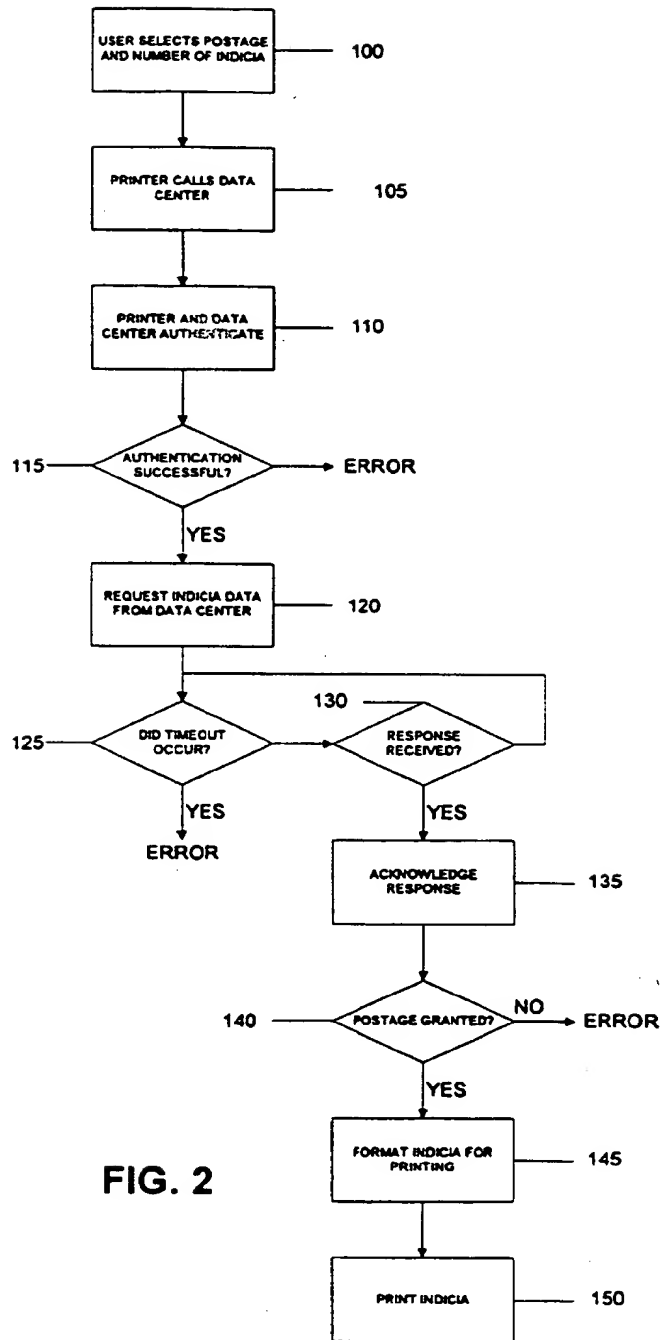 USER SELECTS POSTAGE
AND NUMBER OF INDICIA
100
PRINTER CALLS DATA
CENTER
105
PRINTER AND DATA
CENTER AUTHENTICATE
110
115
AUTHENTICATION
SUCCESSFUL?
ERROR
YES
REQUEST INDICIA DATA
FROM DATA CENTER
120
125
DID TIMEOUT
OCCUR?
130
RESPONSE
RECEIVED?
YES
ERROR
YES
ACKNOWLEDGE
RESPONSE
135
140
POSTAGE GRANTED?
NO
ERROR
YES
FORMAT INDICIA FOR
PRINTING
145
FIG. 2
PRINT INDICIA
150